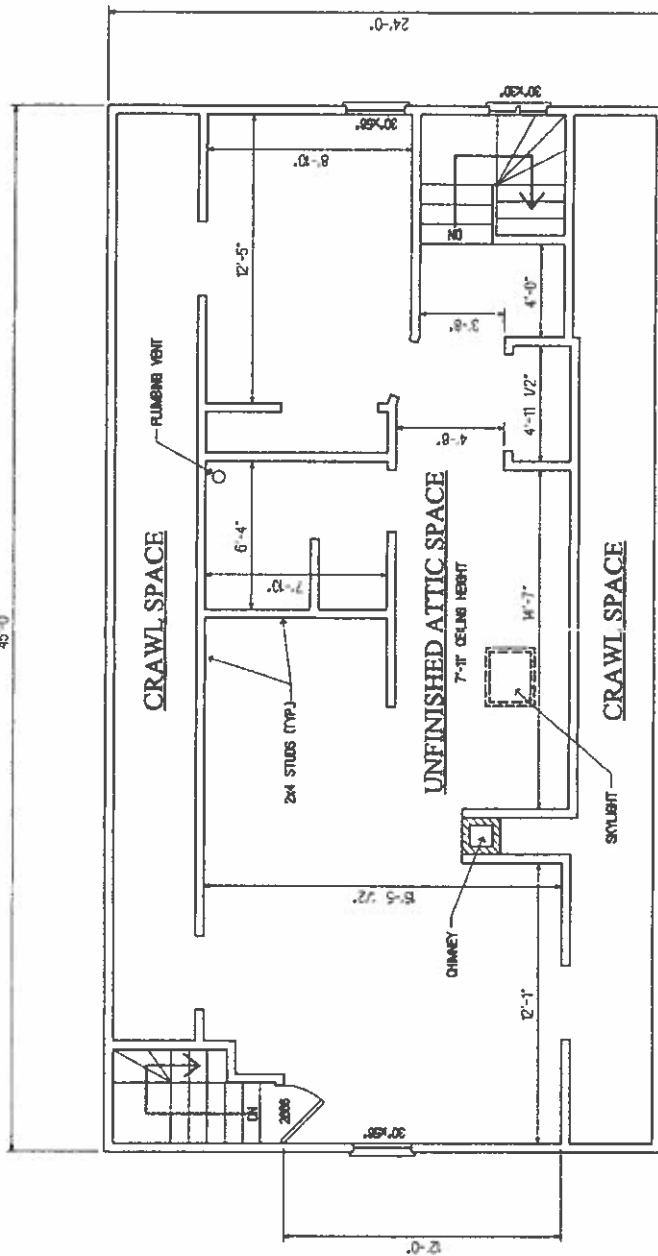 45'-0"
24'-0"
CRAWL SPACE
PLUMBING VENT
12'-5"
8'-10"
30"x56"
30"x30"
DN
6'-4"
7'-10"
2x4 STUDS (TYP.)
3'-8"
4'-0"
4'-8"
4'-11 1/2"
UNFINISHED ATTIC SPACE
7'-11" CEILING HEIGHT
14'-7"
SKYLIGHT
CHIMNEY
15'-5 1/2"
12'-1"
DN
2666
30"x56"
12'-0"
CRAWL SPACE